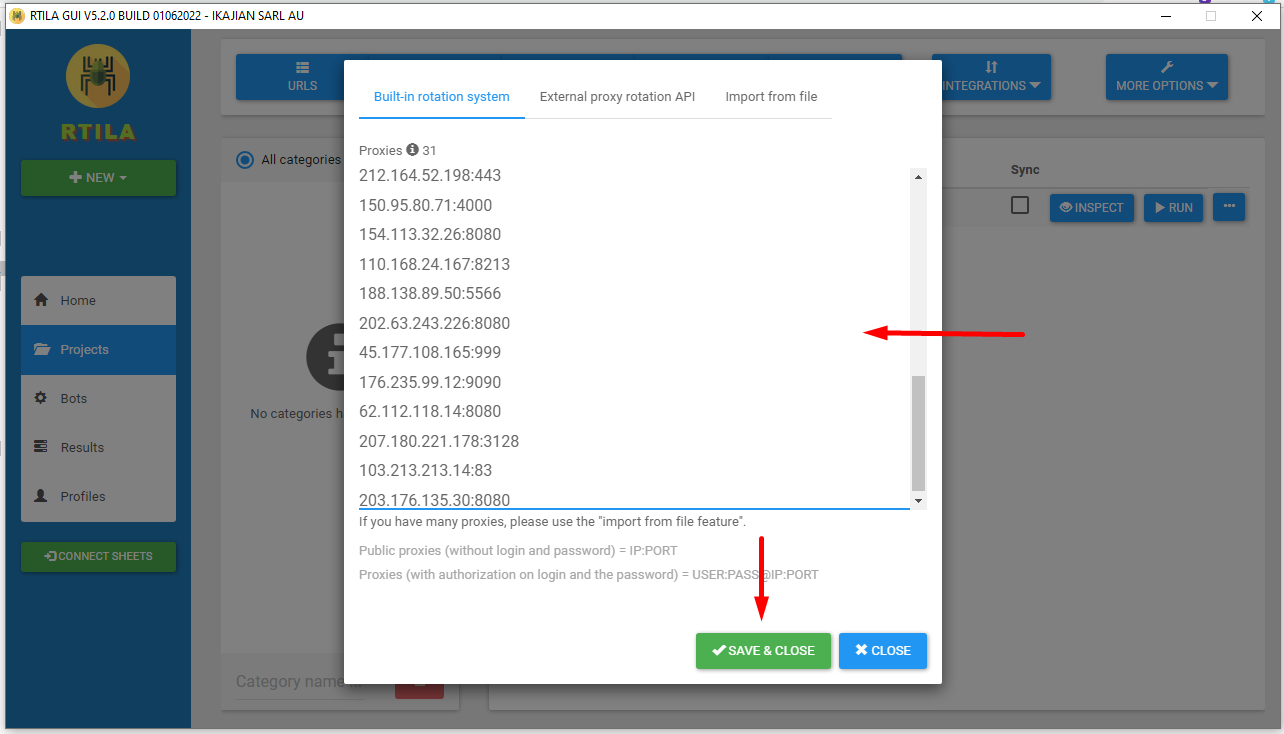 RTILA GUI V5.2.0 BUILD 01062022 - IKAJIAN SARL AU
RTILA
NEW
Home
Projects
Bots
Results
Profiles
CONNECT SHEETS
URLS
INTEGRATIONS
MORE OPTIONS
All categories
No categories h
Category name ...
Sync
INSPECT
RUN
Built-in rotation system
External proxy rotation API
Import from file
Proxies 31
212.164.52.198:443
150.95.80.71:4000
154.113.32.26:8080
110.168.24.167:8213
188.138.89.50:5566
202.63.243.226:8080
45.177.108.165:999
176.235.99.12:9090
62.112.118.14:8080
207.180.221.178:3128
103.213.213.14:83
203.176.135.30:8080
If you have many proxies, please use the "import from file feature".
Public proxies (without login and password) = IP:PORT
Proxies (with authorization on login and the password) = USER:PASS@IP:PORT
SAVE & CLOSE
CLOSE